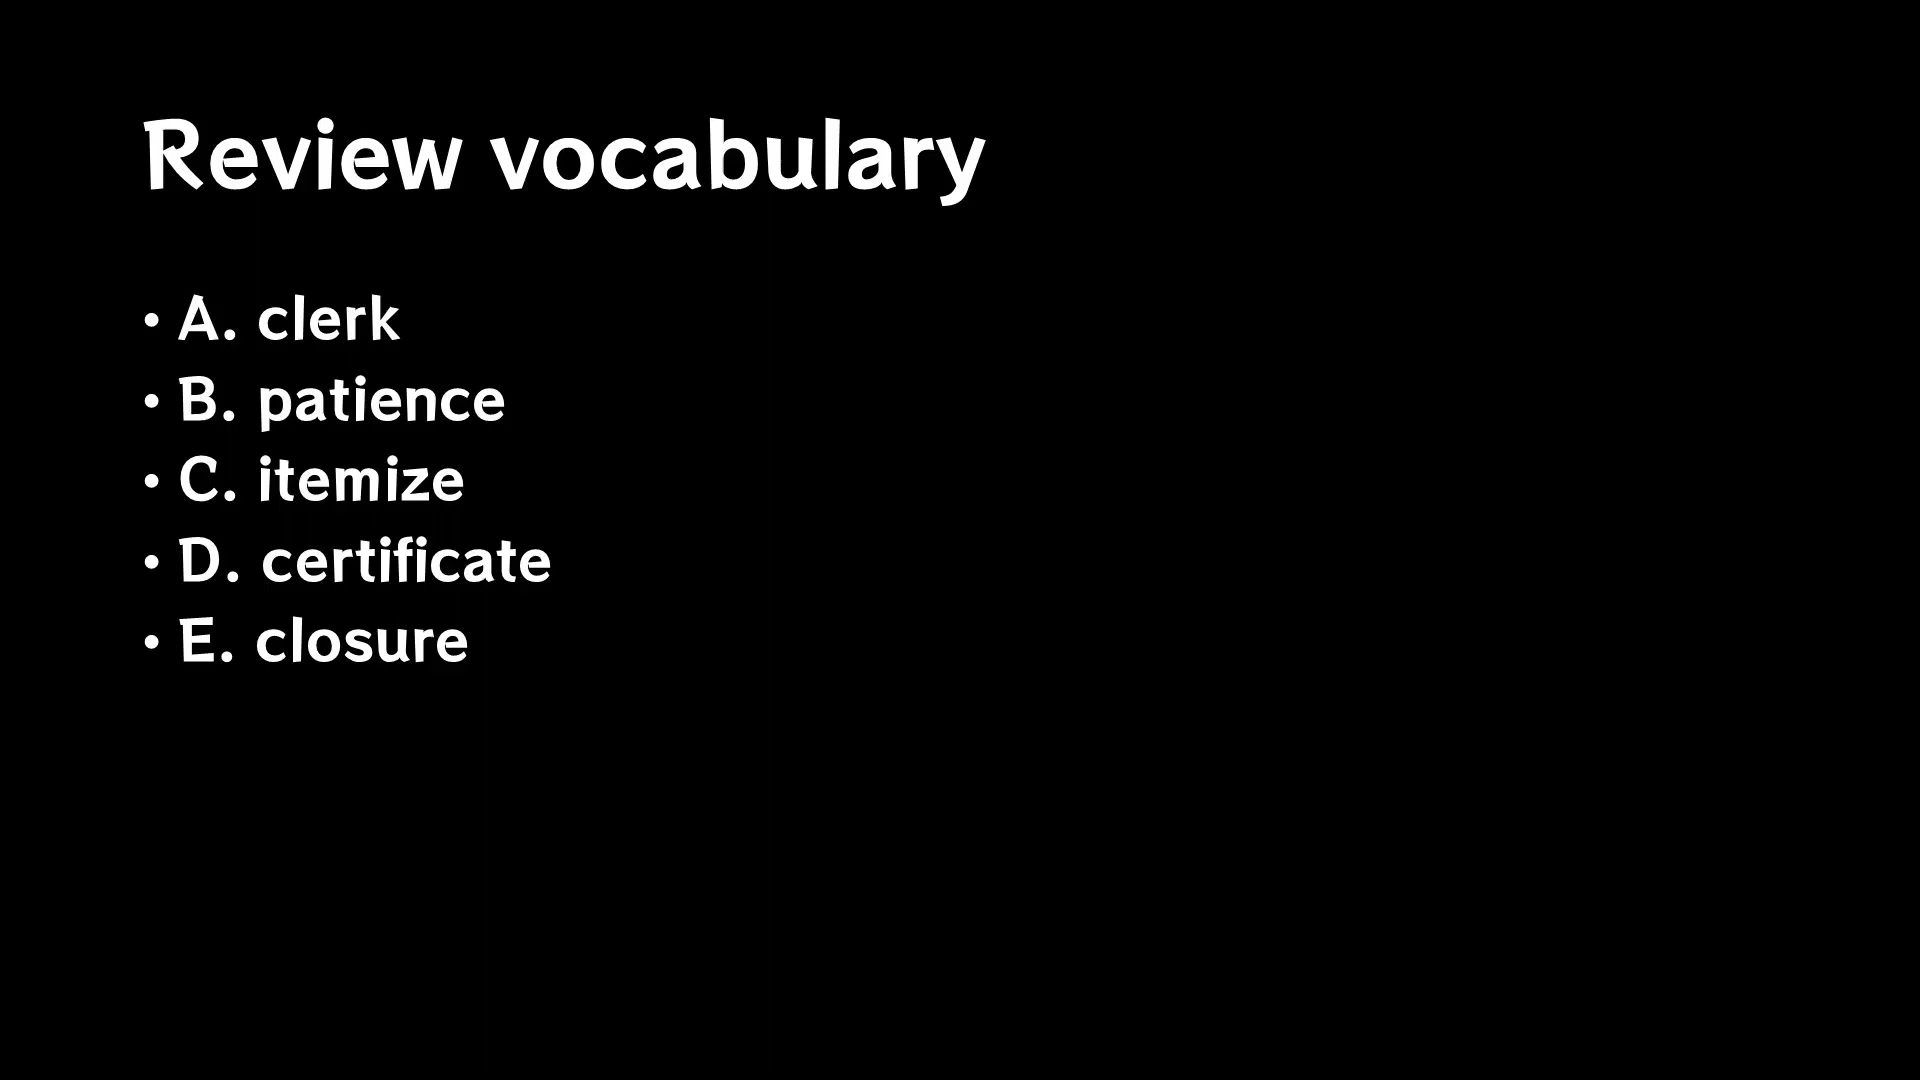 Review vocabulary
• A. clerk
• B. patience
• C. itemize
• D. certificate
• E. closure